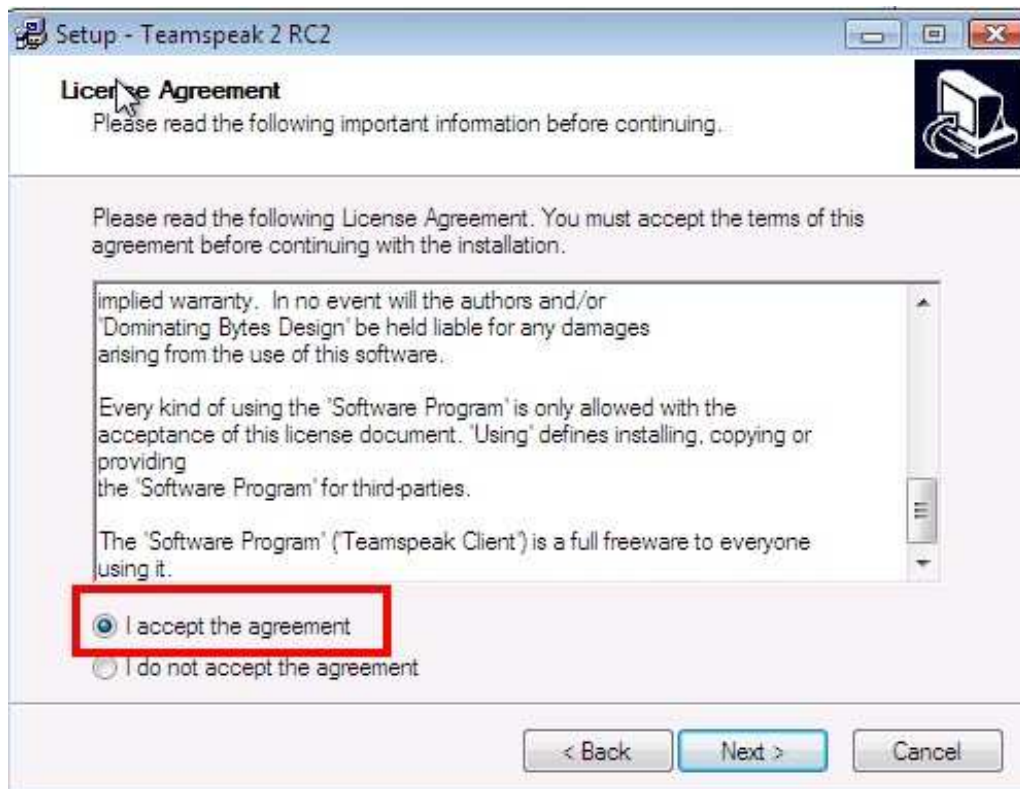 Setup - Teamspeak 2 RC2
License Agreement
Please read the following important information before continuing.
Please read the following License Agreement. You must accept the terms of this
agreement before continuing with the installation.
implied warranty. In no event will the authors and/or
'Dominating Bytes Design' be held liable for any damages
arising from the use of this software.
Every kind of using the 'Software Program' is only allowed with the
acceptance of this license document. 'Using' defines installing, copying or
providing
the 'Software Program' for third-parties.
The 'Software Program' ('Teamspeak Client') is a full freeware to everyone
using it.
I accept the agreement
I do not accept the agreement
< Back Next > Cancel